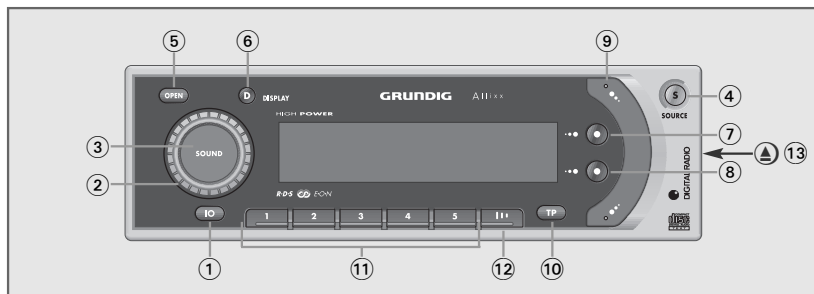 5 6 9
OPEN D DISPLAY GRUNDIG Allixx S 4
SOURCE
HIGH POWER
3 SOUND 7
DIGITAL RADIO 13
2 8
R·D·S E·O·N
IO 1 2 3 4 5 TP
1 11 12 10